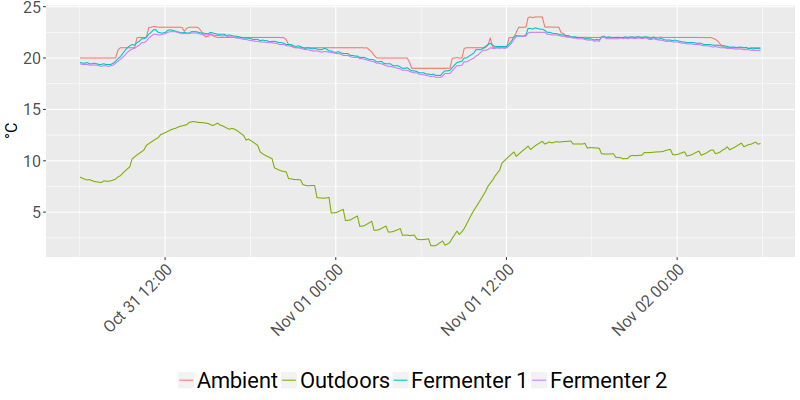 25
20
15
10
5
°C
Oct 31 12:00
Nov 01 00:00
Nov 01 12:00
Nov 02 00:00
Ambient Outdoors Fermenter 1 Fermenter 2